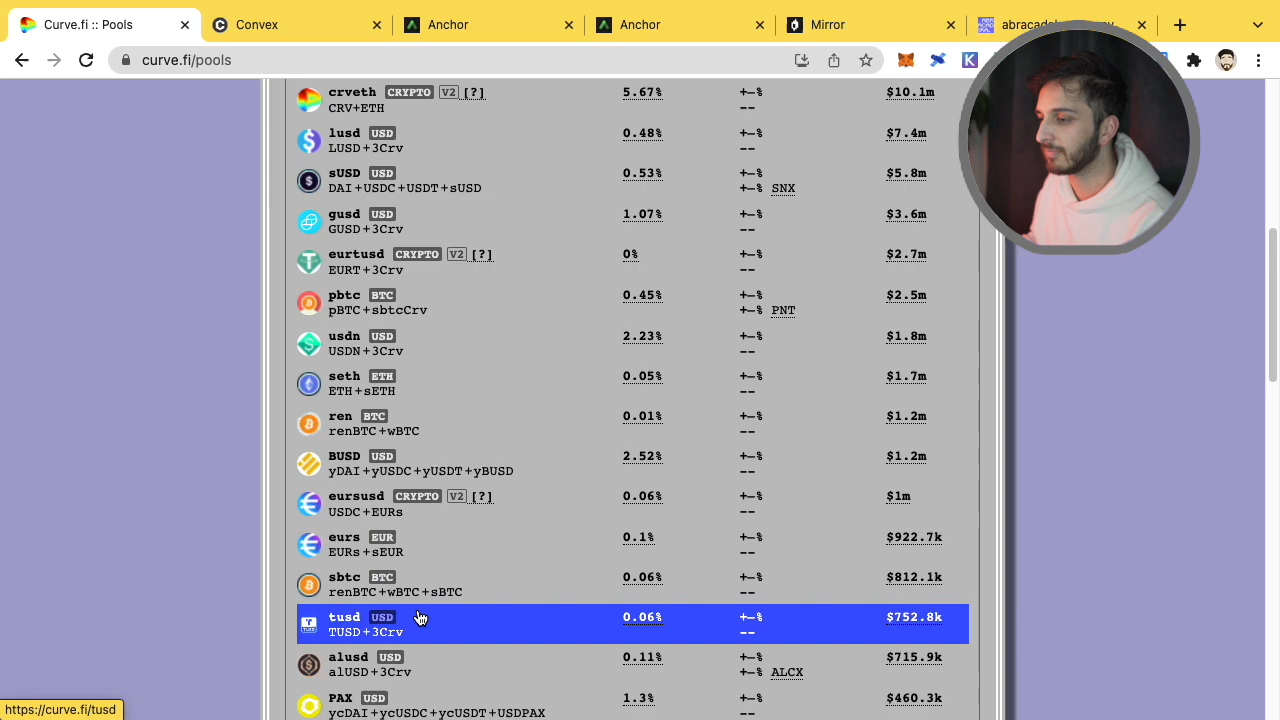 Curve.fi :: Pools
Convex
Anchor
Anchor
Mirror
curve.fi/pools
crveth CRYPTO V2 [?] 5.67% +—% $10.1m
CRV+ETH --
lusd USD 0.48% +—% $7.4m
LUSD+3Crv --
sUSD USD 0.53% +—% $5.8m
DAI+USDC+USDT+sUSD +—% SNX
gusd USD 1.07% +—% $3.6m
GUSD+3Crv --
eurtusd CRYPTO V2 [?] 0% +—% $2.7m
EURT+3Crv --
pbtc BTC 0.45% +—% $2.5m
pBTC+sbtcCrv +—% PNT
usdn USD 2.23% +—% $1.8m
USDN+3Crv --
seth ETH 0.05% +—% $1.7m
ETH+sETH --
ren BTC 0.01% +—% $1.2m
renBTC+wBTC --
BUSD USD 2.52% +—% $1.2m
yDAI+yUSDC+yUSDT+yBUSD --
eursusd CRYPTO V2 [?] 0.06% +—% $1m
USDC+EURs --
eurs EUR 0.1% +—% $922.7k
EURs+sEUR --
sbtc BTC 0.06% +—% $812.1k
renBTC+wBTC+sBTC --
tusd USD 0.06% +—% $752.8k
TUSD+3Crv --
alusd USD 0.11% +—% $715.9k
alUSD+3Crv +—% ALCX
PAX USD 1.3% +—% $460.3k
ycDAI+ycUSDC+ycUSDT+USDPAX --
https://curve.fi/tusd